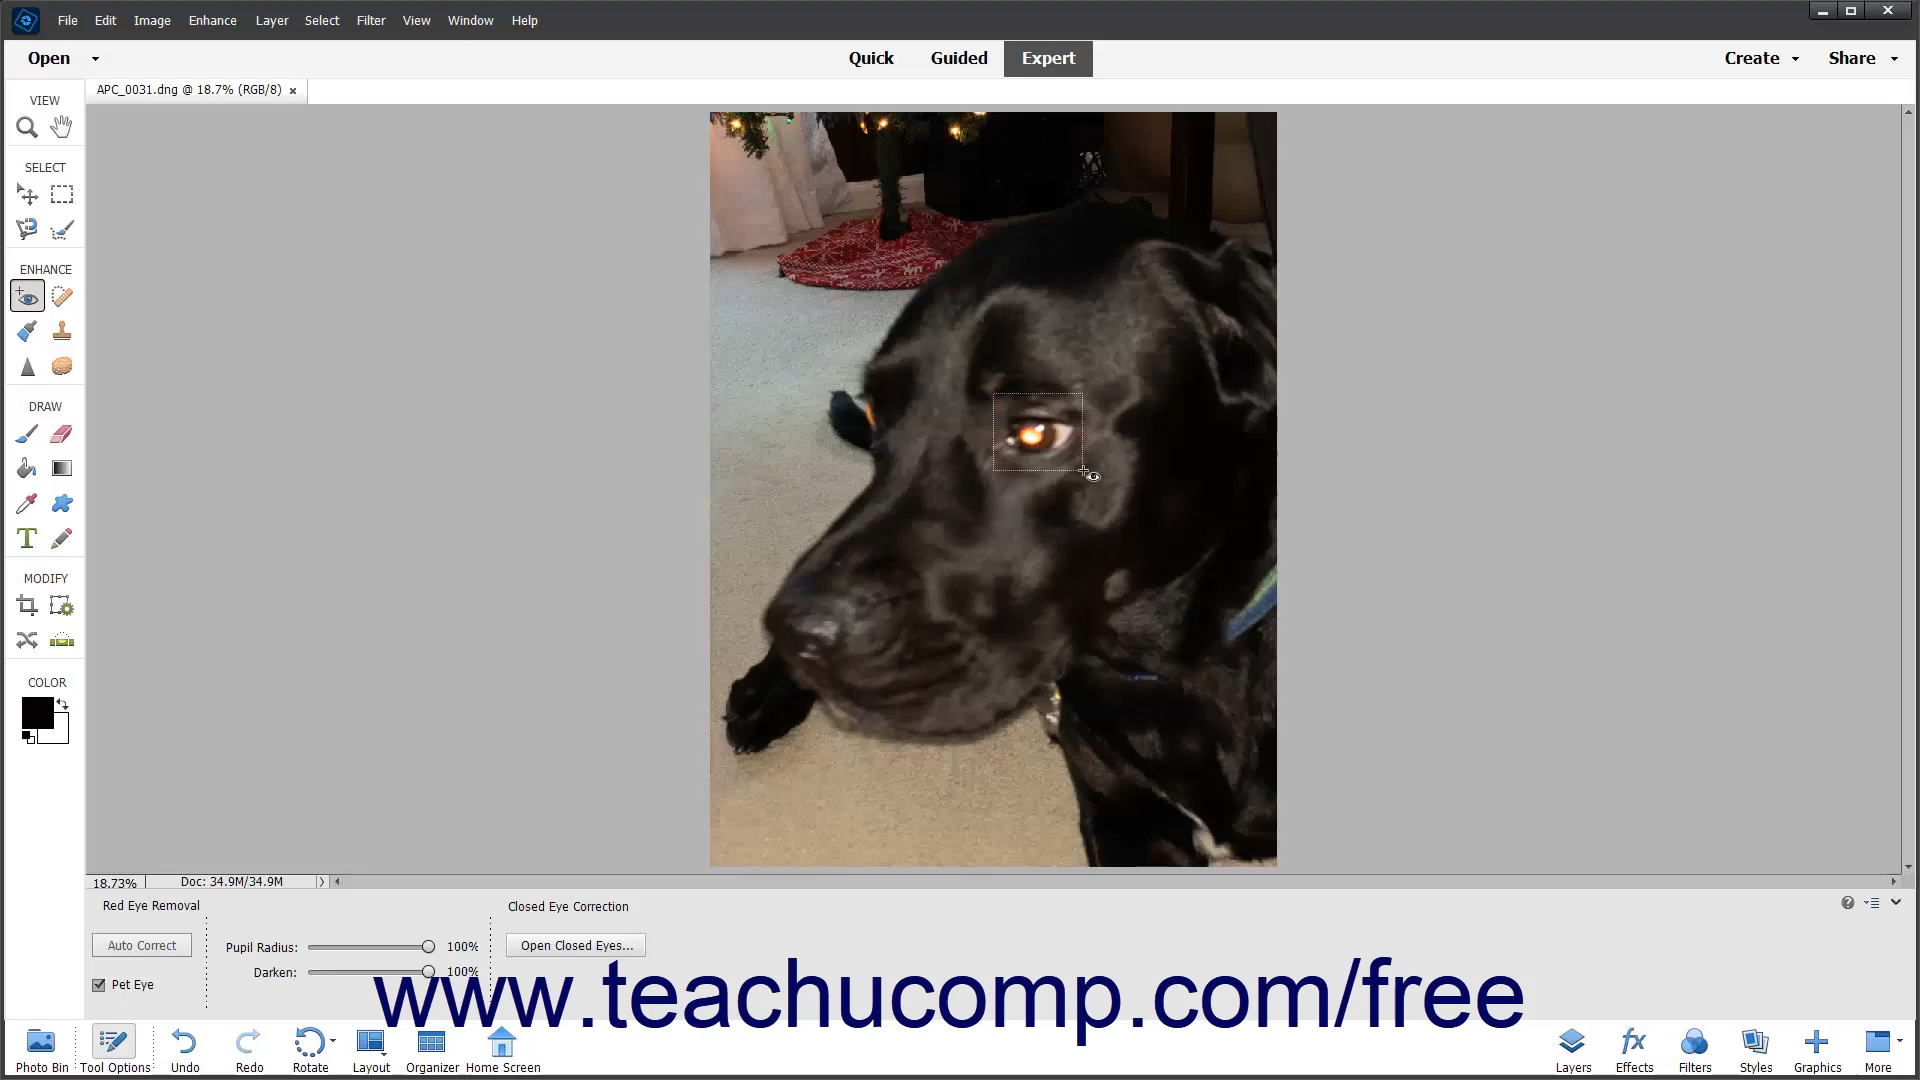 File Edit Image Enhance Layer Select Filter View Window Help
Open Quick Guided Expert Create Share
APC_0031.dng @ 18.7% (RGB/8) ×
VIEW
SELECT
ENHANCE
DRAW
MODIFY
COLOR
18.73% Doc: 34.9M/34.9M
Red Eye Removal Closed Eye Correction
Auto Correct Pupil Radius: 100% Open Closed Eyes...
Darken: 100%
Pet Eye
www.teachucomp.com/free
Photo Bin Tool Options Undo Redo Rotate Layout Organizer Home Screen Layers Effects Filters Styles Graphics More